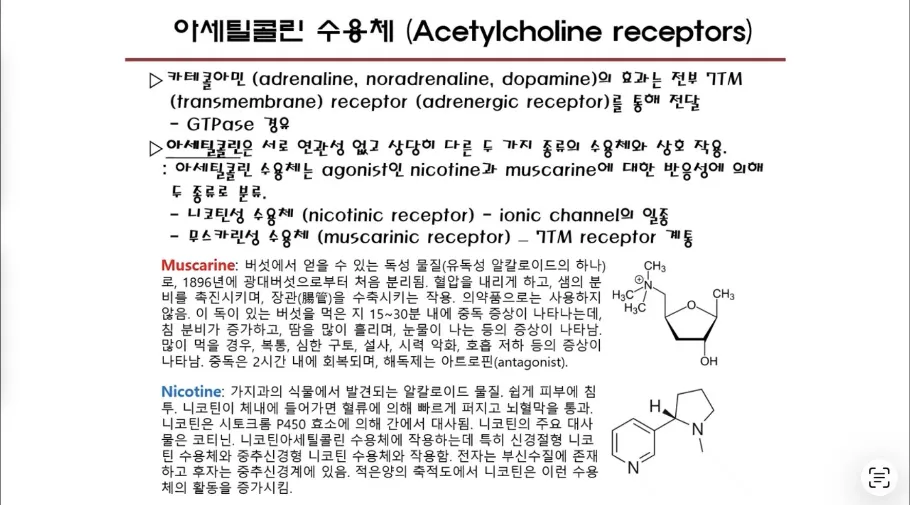 아세틸콜린 수용체 (Acetylcholine receptors)
▷카테콜아민 (adrenaline, noradrenaline, dopamine)의 효과는 전부 7TM
(transmembrane) receptor (adrenergic receptor)를 통해 전달
- GTPase 경유
▷아세틸콜린은 서로 연관성 없고 상당히 다른 두 가지 종류의 수용체와 상호 작용.
: 아세틸콜린 수용체는 agonist인 nicotine과 muscarine에 대한 반응성에 의해
두 종류로 분류.
- 니코틴성 수용체 (nicotinic receptor) - ionic channel의 일종
- 무스카린성 수용체 (muscarinic receptor) – 7TM receptor 계통
Muscarine: 버섯에서 얻을 수 있는 독성 물질(유독성 알칼로이드의 하나)
로, 1896년에 광대버섯으로부터 처음 분리됨. 혈압을 내리게 하고, 샘의 분
비를 촉진시키며, 장관(腸管)을 수축시키는 작용. 의약품으로는 사용하지
않음. 이 독이 있는 버섯을 먹은 지 15~30분 내에 중독 증상이 나타나는데,
침 분비가 증가하고, 땀을 많이 흘리며, 눈물이 나는 등의 증상이 나타남.
많이 먹을 경우, 복통, 심한 구토, 설사, 시력 악화, 호흡 저하 등의 증상이
나타남. 중독은 2시간 내에 회복되며, 해독제는 아트로핀(antagonist).
CH₃
H₃C
N
⊕
H₃C
O
CH₃
OH
Nicotine: 가지과의 식물에서 발견되는 알칼로이드 물질. 쉽게 피부에 침
투. 니코틴이 체내에 들어가면 혈류에 의해 빠르게 퍼지고 뇌혈막을 통과.
니코틴은 시토크롬 P450 효소에 의해 간에서 대사됨. 니코틴의 주요 대사
물은 코티닌. 니코틴아세틸콜린 수용체에 작용하는데 특히 신경절형 니코
틴 수용체와 중추신경형 니코틴 수용체와 작용함. 전자는 부신수질에 존재
하고 후자는 중추신경계에 있음. 적은양의 축적도에서 니코틴은 이런 수용
체의 활동을 증가시킴.
H
N
N